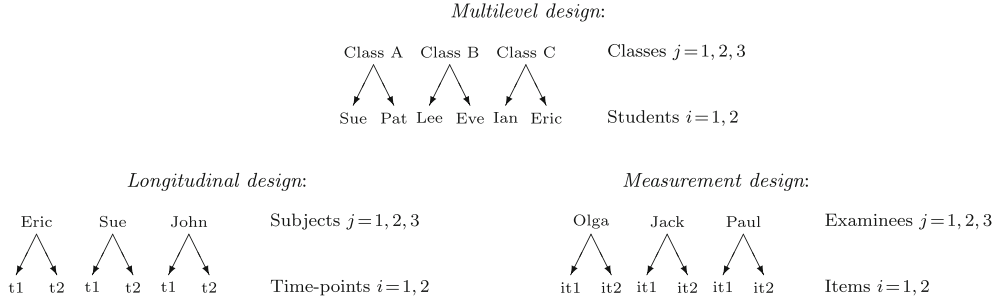 Multilevel design:
Class A Class B Class C Classes j=1, 2, 3
Sue Pat Lee Eve Ian Eric Students i=1, 2
Longitudinal design:
Eric Sue John Subjects j=1, 2, 3
t1 t2 t1 t2 t1 t2 Time-points i=1, 2
Measurement design:
Olga Jack Paul Examinees j=1, 2, 3
it1 it2 it1 it2 it1 it2 Items i=1, 2